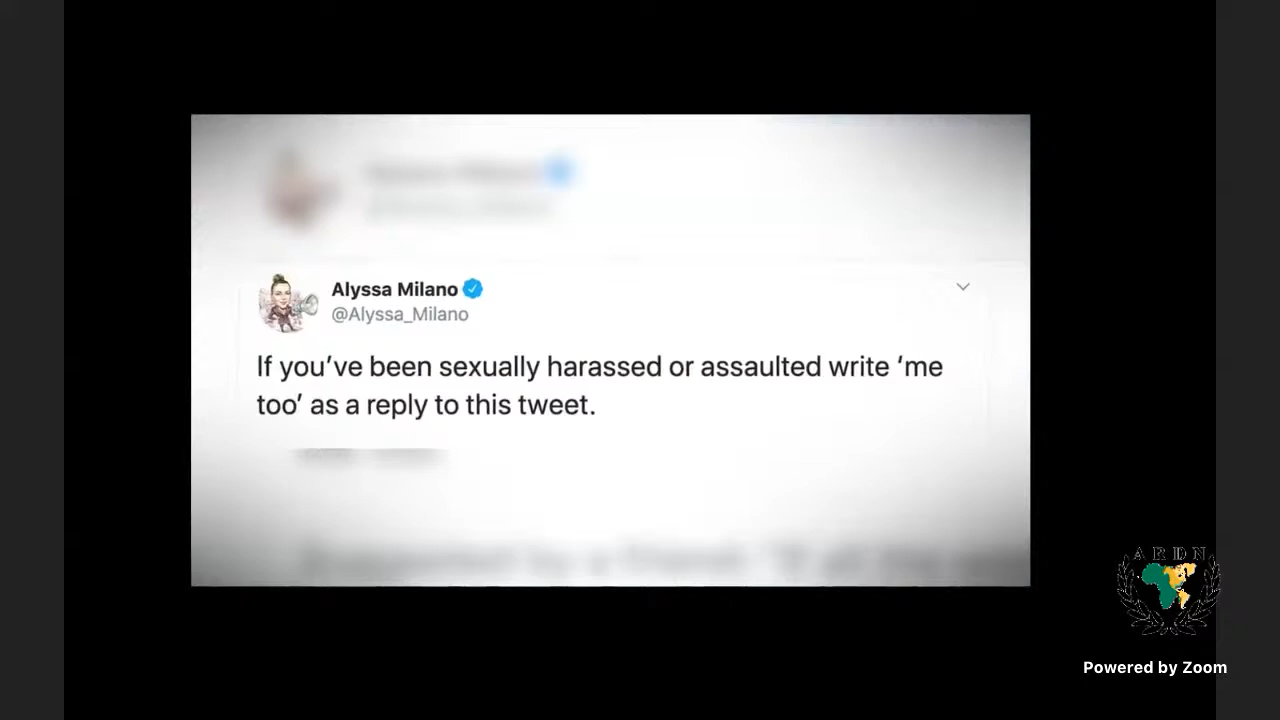 Alyssa Milano
@Alyssa_Milano
If you’ve been sexually harassed or assaulted write ‘me
too’ as a reply to this tweet.
ARDN
Powered by Zoom